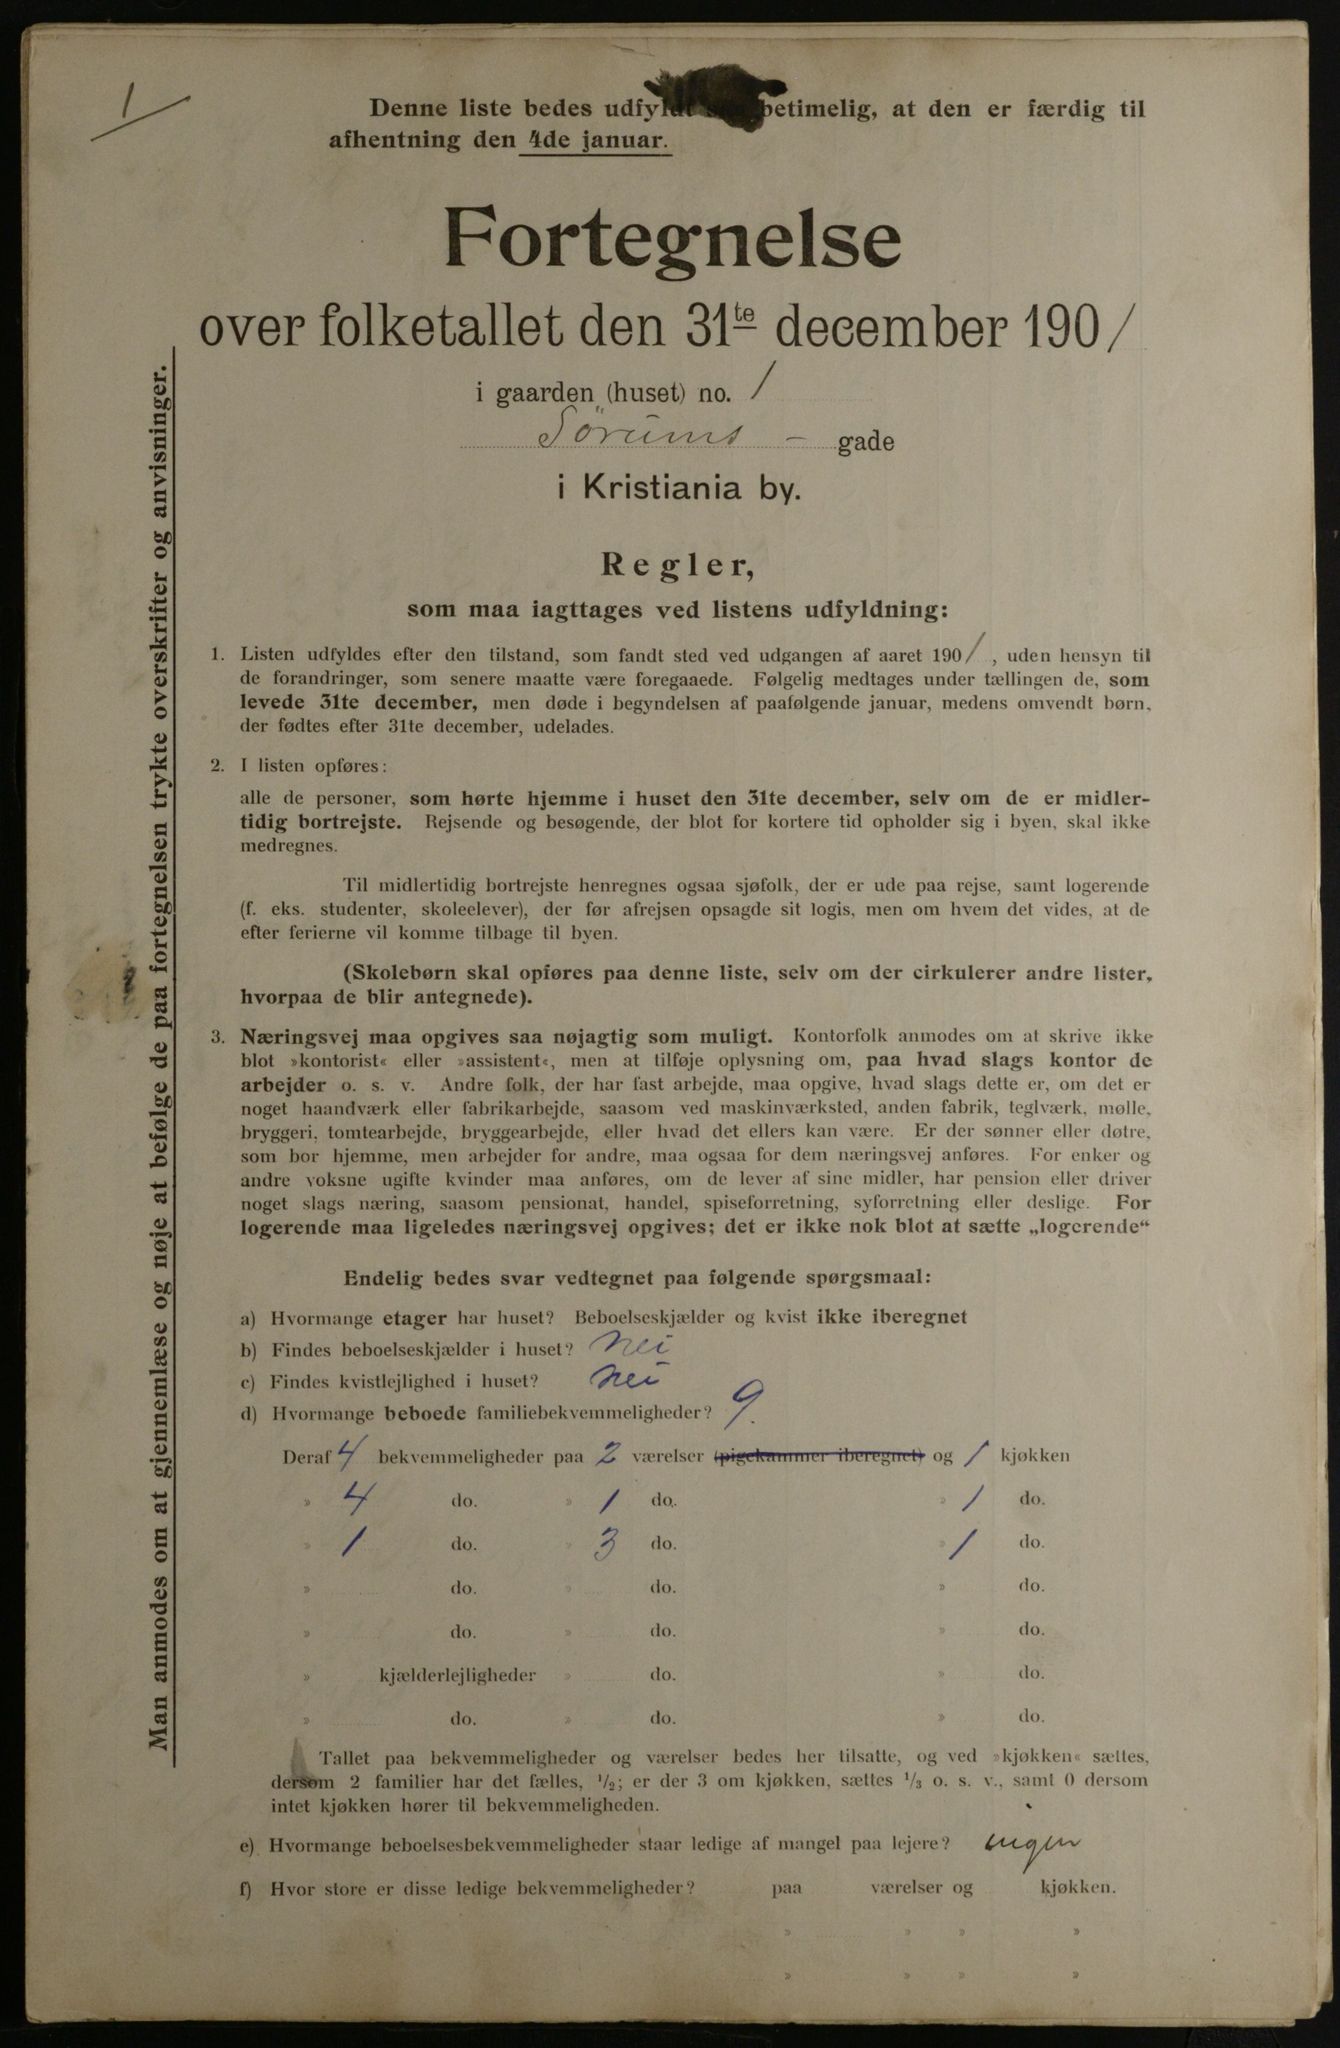 1
Denne liste bedes udfyldt betimelig, at den er færdig til
afhentning den 4de januar.
Fortegnelse
over folketallet den 31te december 1901
i gaarden (huset) no. 1
Sörums - gade
i Kristiania by.
Regler,
som maa iagttages ved listens udfyldning:
1. Listen udfyldes efter den tilstand, som fandt sted ved udgangen af aaret 1901, uden hensyn til
de forandringer, som senere maatte være foregaaede. Følgelig medtages under tællingen de, som
levede 31te december, men døde i begyndelsen af paafølgende januar, medens omvendt børn,
der fødtes efter 31te december, udelades.
2. I listen opføres:
alle de personer, som hørte hjemme i huset den 31te december, selv om de er midler-
tidig bortrejste. Rejsende og besøgende, der blot for kortere tid opholder sig i byen, skal ikke
medregnes.
Til midlertidig bortrejste henregnes ogsaa sjøfolk, der er ude paa rejse, samt logerende
(f. eks. studenter, skoleelever), der før afrejsen opsagde sit logis, men om hvem det vides, at de
efter ferierne vil komme tilbage til byen.
(Skolebørn skal opføres paa denne liste, selv om der cirkulerer andre lister,
hvorpaa de blir antegnede).
3. Næringsvej maa opgives saa nøjagtig som muligt. Kontorfolk anmodes om at skrive ikke
blot »kontorist« eller »assistent«, men at tilføje oplysning om, paa hvad slags kontor de
arbejder o. s. v. Andre folk, der har fast arbejde, maa opgive, hvad slags dette er, om det er
noget haandværk eller fabrikarbejde, saasom ved maskinværksted, anden fabrik, teglværk, mølle,
bryggeri, tomtearbejde, bryggearbejde, eller hvad det ellers kan være. Er der sønner eller døtre,
som bor hjemme, men arbejder for andre, maa ogsaa for dem næringsvej anføres. For enker og
andre voksne ugifte kvinder maa anføres, om de lever af sine midler, har pension eller driver
noget slags næring, saasom pensionat, handel, spiseforretning, syforretning eller deslige. For
logerende maa ligeledes næringsvej opgives; det er ikke nok blot at sætte „logerende“
Endelig bedes svar vedtegnet paa følgende spørgsmaal:
a) Hvormange etager har huset? Beboelseskjælder og kvist ikke iberegnet
b) Findes beboelseskjælder i huset? Nei
c) Findes kvistlejlighed i huset? Nei
d) Hvormange beboede familiebekvemmeligheder? 9.
Deraf 4 bekvemmeligheder paa 2 værelser (pigekammer iberegnet) og 1 kjøkken
» 4 do. » 1 do. » 1 do.
» 1 do. » 3 do. » 1 do.
» do. » do. » do.
» do. » do. » do.
» kjælderlejligheder » do. » do.
» do. » do. » do.
Tallet paa bekvemmeligheder og værelser bedes her tilsatte, og ved »kjøkken« sættes,
dersom 2 familier har det fælles, 1/2; er der 3 om kjøkken, sættes 1/3 o. s. v., samt 0 dersom
intet kjøkken hører til bekvemmeligheden.
e) Hvormange beboelsesbekvemmeligheder staar ledige af mangel paa lejere? ingen
f) Hvor store er disse ledige bekvemmeligheder? paa værelser og kjøkken.
» » » »
» » » »
Man anmodes om at gjennemlæse og nøje at befølge de paa fortegnelsen trykte overskrifter og anvisninger.